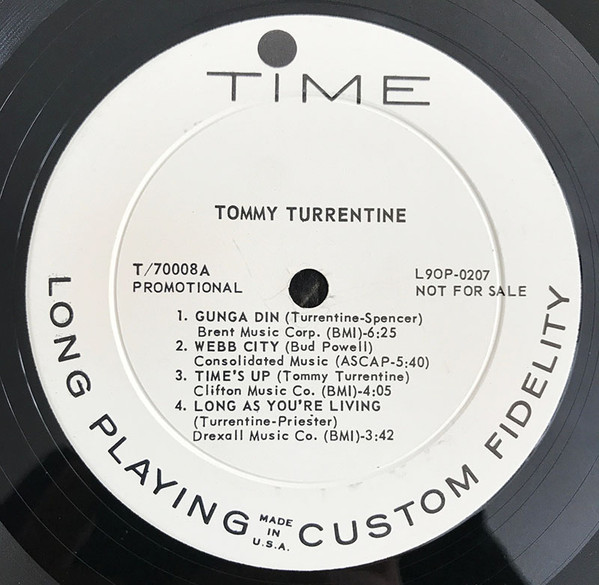 TIME
TOMMY TURRENTINE
T/70008A
PROMOTIONAL
L9OP-0207
NOT FOR SALE
1. GUNGA DIN (Turrentine-Spencer)
Brent Music Corp. (BMI)-6:25
2. WEBB CITY (Bud Powell)
Consolidated Music (ASCAP-5:40)
3. TIME'S UP (Tommy Turrentine)
Clifton Music Co. (BMI)-4:05
4. LONG AS YOU'RE LIVING
(Turrentine-Priester)
Drexall Music Co. (BMI)-3:42
LONG PLAYING CUSTOM FIDELITY
MADE
IN
U.S.A.